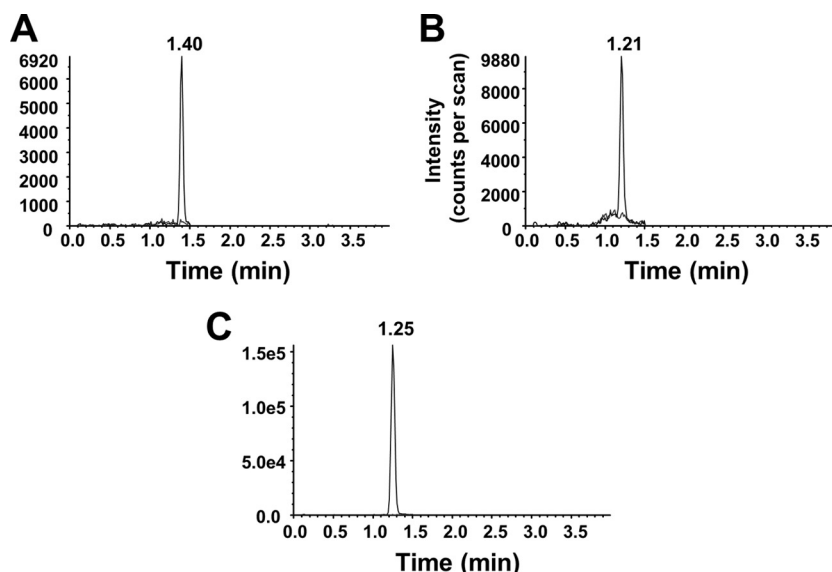 A
1.40
6920
6000
5000
4000
3000
2000
1000
0
0.0 0.5 1.0 1.5 2.0 2.5 3.0 3.5
Time (min)
B
1.21
Intensity
(counts per scan)
9880
8000
6000
4000
2000
0
0.0 0.5 1.0 1.5 2.0 2.5 3.0 3.5
Time (min)
C
1.25
1.5e5
1.0e5
5.0e4
0.0
0.0 0.5 1.0 1.5 2.0 2.5 3.0 3.5
Time (min)